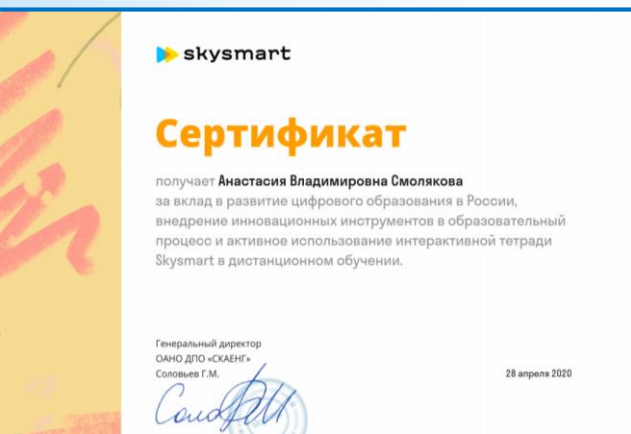 skysmart
Сертификат
получает Анастасия Владимировна Смолякова
за вклад в развитие цифрового образования в России,
внедрение инновационных инструментов в образовательный
процесс и активное использование интерактивной тетради
Skysmart в дистанционном обучении.
Генеральный директор
ОАНО ДПО «СКАЕНГ»
Соловьев Г.М.
28 апреля 2020